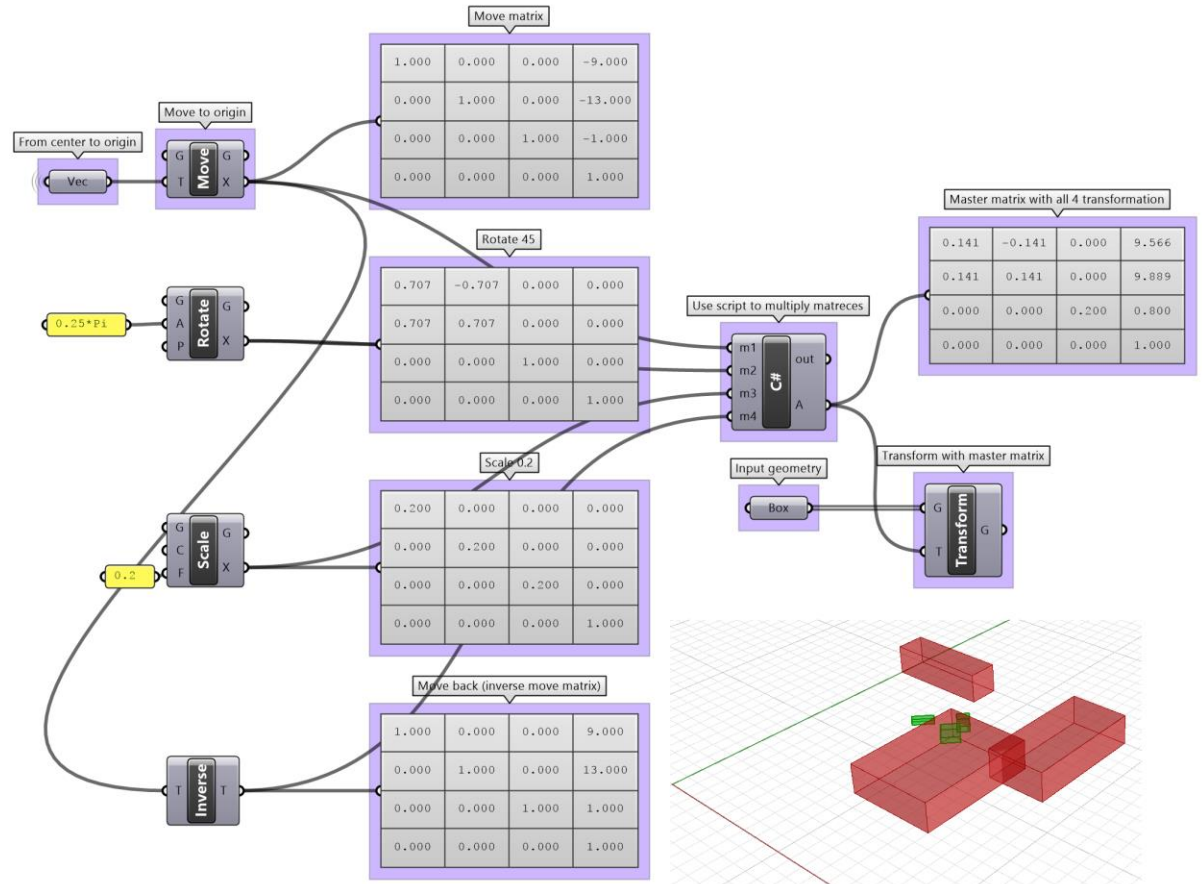 Move matrix
1.000 0.000 0.000 -9.000
0.000 1.000 0.000 -13.000
0.000 0.000 1.000 -1.000
0.000 0.000 0.000 1.000
Move to origin
G Move G
T X
From center to origin
Vec
Rotate 45
0.707 -0.707 0.000 0.000
0.707 0.707 0.000 0.000
0.000 0.000 1.000 0.000
0.000 0.000 0.000 1.000
0.25*Pi
G Rotate G
A
P X
Use script to multiply matreces
m1 C# out
m2
m3 A
m4
Master matrix with all 4 transformation
0.141 -0.141 0.000 9.566
0.141 0.141 0.000 9.889
0.000 0.000 0.200 0.800
0.000 0.000 0.000 1.000
Scale 0.2
0.200 0.000 0.000 0.000
0.000 0.200 0.000 0.000
0.000 0.000 0.200 0.000
0.000 0.000 0.000 1.000
0.2
G Scale G
C
F X
Input geometry
Box
Transform with master matrix
G Transform G
T
Move back (inverse move matrix)
1.000 0.000 0.000 9.000
0.000 1.000 0.000 13.000
0.000 0.000 1.000 1.000
0.000 0.000 0.000 1.000
T Inverse T